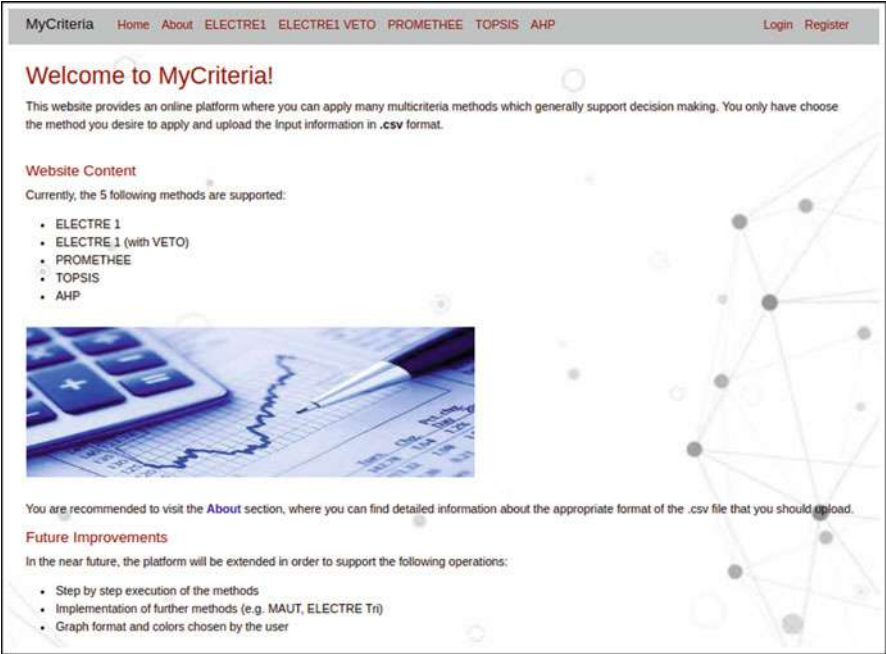 MyCriteria Home About ELECTRE1 ELECTRE1 VETO PROMETHEE TOPSIS AHP Login Register
Welcome to MyCriteria!
This website provides an online platform where you can apply many multicriteria methods which generally support decision making. You only have choose
the method you desire to apply and upload the Input information in .csv format.
Website Content
Currently, the 5 following methods are supported:
• ELECTRE 1
• ELECTRE 1 (with VETO)
• PROMETHEE
• TOPSIS
• AHP
You are recommended to visit the About section, where you can find detailed information about the appropriate format of the .csv file that you should upload.
Future Improvements
In the near future, the platform will be extended in order to support the following operations:
• Step by step execution of the methods
• Implementation of further methods (e.g. MAUT, ELECTRE Tri)
• Graph format and colors chosen by the user